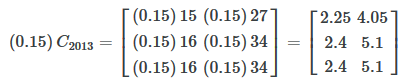 (0.15) 15 (0.15) 27 2.25 4.05
(0.15) C2013 = (0.15) 16 (0.15) 34 = 2.4 5.1
(0.15) 16 (0.15) 34 2.4 5.1